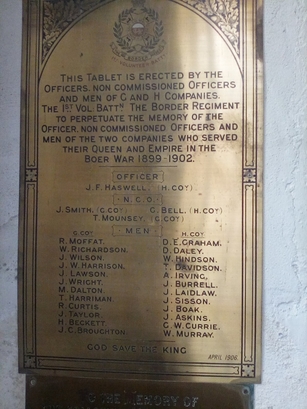 THIS TABLET IS ERECTED BY THE
OFFICERS, NON COMMISSIONED OFFICERS
AND MEN OF G AND H COMPANIES.
THE 1ST VOL BATTN THE BORDER REGIMENT
TO PERPETUATE THE MEMORY OF THE
OFFICER, NON COMMISSIONED OFFICERS AND
MEN OF THE TWO COMPANIES WHO SERVED
THEIR QUEEN AND EMPIRE IN THE
BOER WAR 1899-1902.
OFFICER
J. F. HASWELL. (H. COY)
N.C.O
J. SMITH. (G. COY) G. BELL. (H. COY)
T. MOUNSEY. (G. COY)
MEN
G. COY H. COY
R. MOFFAT. D. E. GRAHAM.
W. RICHARDSON. D. DALEY.
J. WILSON. W. HINDSON.
J. W. HARRISON. T. DAVIDSON.
J. LAWSON. A. IRVING.
J. WRIGHT. J. BURRELL.
M. DALTON. J. LAIDLAW.
T. HARRIMAN. J. SISSON.
R. CURTIS J. BOAK.
J. TAYLOR. J. ASKINS.
H. BECKETT. G. W. CURRIE.
J. C. BROUGHTON. W. MURRAY.
GOD SAVE THE KING
APRIL 1906.
TO THE MEMORY OF